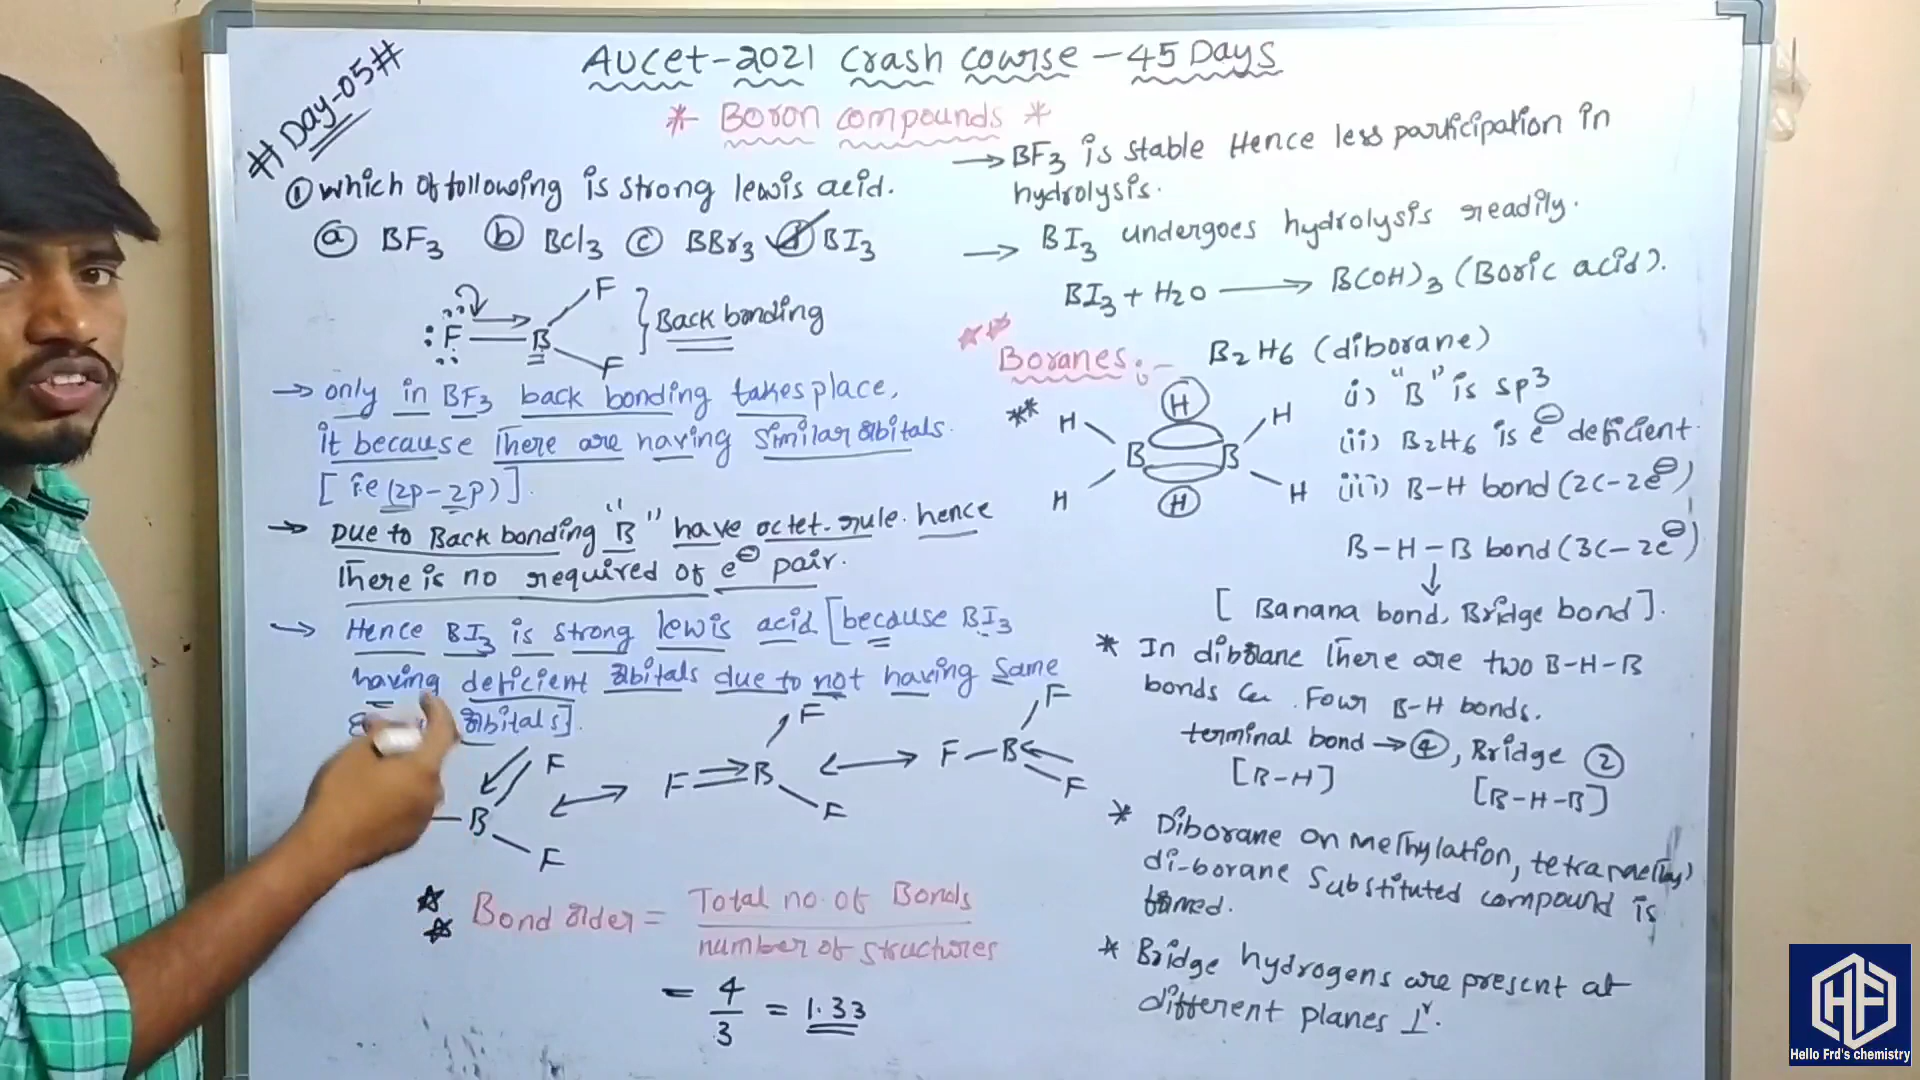 # Day-05 #
AUCET-2021 Crash Course - 45 Days
* Boron compounds *
① which of following is strong lewis acid.
ⓐ BF3 ⓑ BCl3 ⓒ BBr3 ⓓ BI3
F
:F B
F
Back bonding
→ only in BF3 back bonding takes place,
it because There are having similar orbitals.
[ i.e (2p-2p) ].
→ Due to Back bonding "B" have octet rule. hence
There is no required of e⊖ pair.
→ Hence BI3 is strong lewis acid [because BI3
having deficient orbitals due to not having same
orbitals].
F
B
F
↔
F B F
F
↔
F-B F
F
Bond order = Total no. of Bonds
number of structures
= 4/3 = 1.33
→ BF3 is stable Hence less participation in
hydrolysis.
→ BI3 undergoes hydrolysis readily.
BI3 + H2O → B(OH)3 (Boric acid).
Boranes :- B2H6 (diborane)
** H H H
B B
H H H
i) "B" is sp3
(ii) B2H6 is e⊖ deficient.
(iii) B-H bond (2c-2e⊖)
B-H-B bond (3c-2e⊖)
↓
[ Banana bond, Bridge bond ].
* In diborane There are two B-H-B
bonds Four B-H bonds.
terminal bond → ④, Bridge ②
[B-H] [B-H-B]
* Diborane on Methylation, tetra
di-borane substituted compound is
formed.
* Bridge hydrogens are present at
different planes ⊥r.
HF
Hello Frd's chemistry